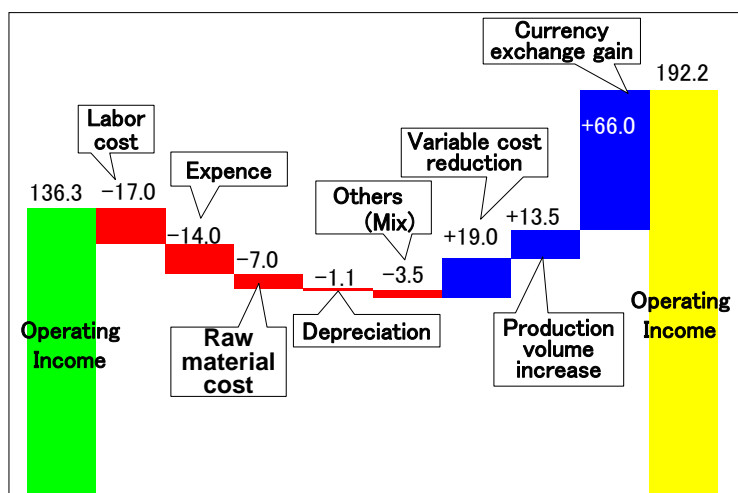 Currency
exchange gain
192.2
Labor
cost
+66.0
Variable cost
reduction
Expence
136.3
−17.0
Others
(Mix)
+13.5
−14.0
+19.0
−7.0
−1.1
−3.5
Operating
Income
Raw
material
cost
Depreciation
Production
volume
increase
Operating
Income